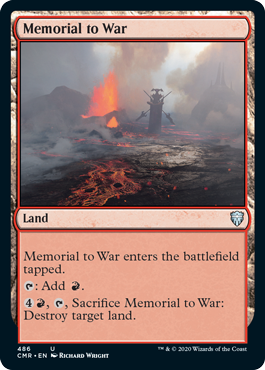 Memorial to War
Land
Memorial to War enters the battlefield
tapped.
: Add .
4 , , Sacrifice Memorial to War:
Destroy target land.
486 U
CMR • EN Richard Wright ™ & © 2020 Wizards of the Coast